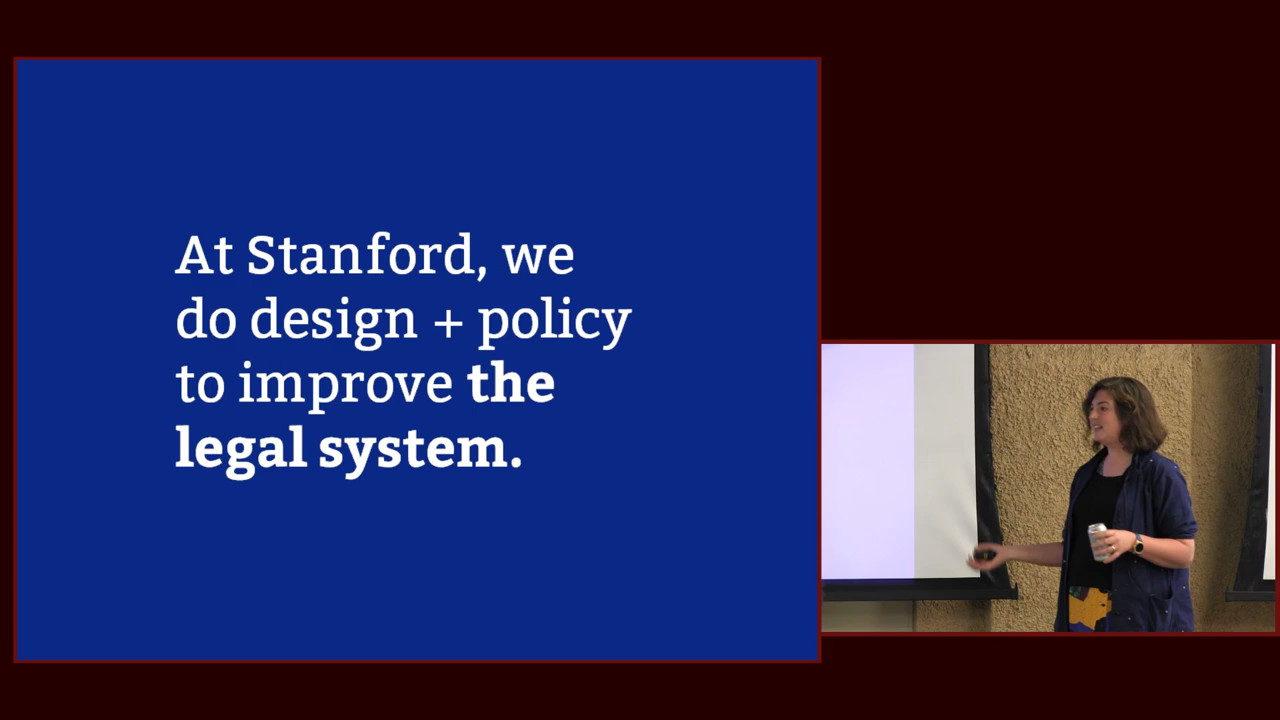 At Stanford, we
do design + policy
to improve the
legal system.